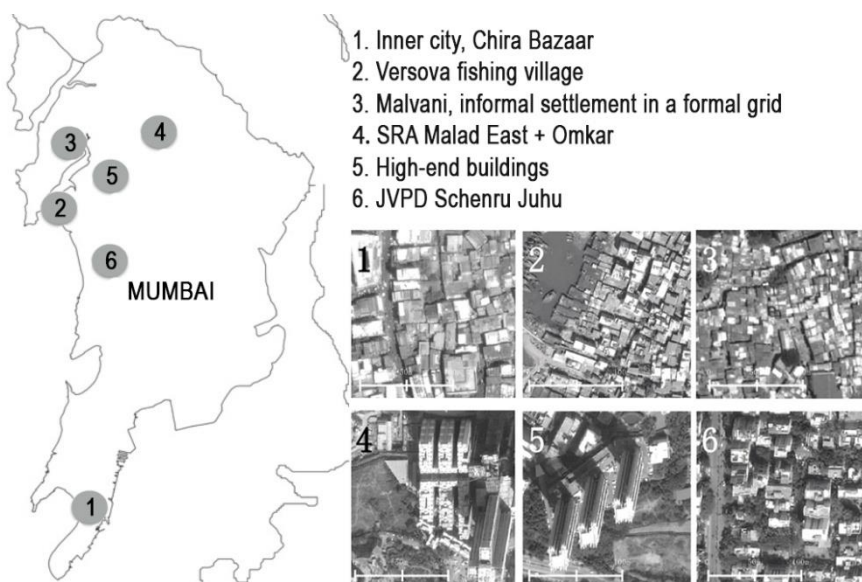 1. Inner city, Chira Bazaar
2. Versova fishing village
3. Malvani, informal settlement in a formal grid
4. SRA Malad East + Omkar
5. High-end buildings
6. JVPD Schenru Juhu
3
4
5
2
6
MUMBAI
1
1
2
3
4
5
6